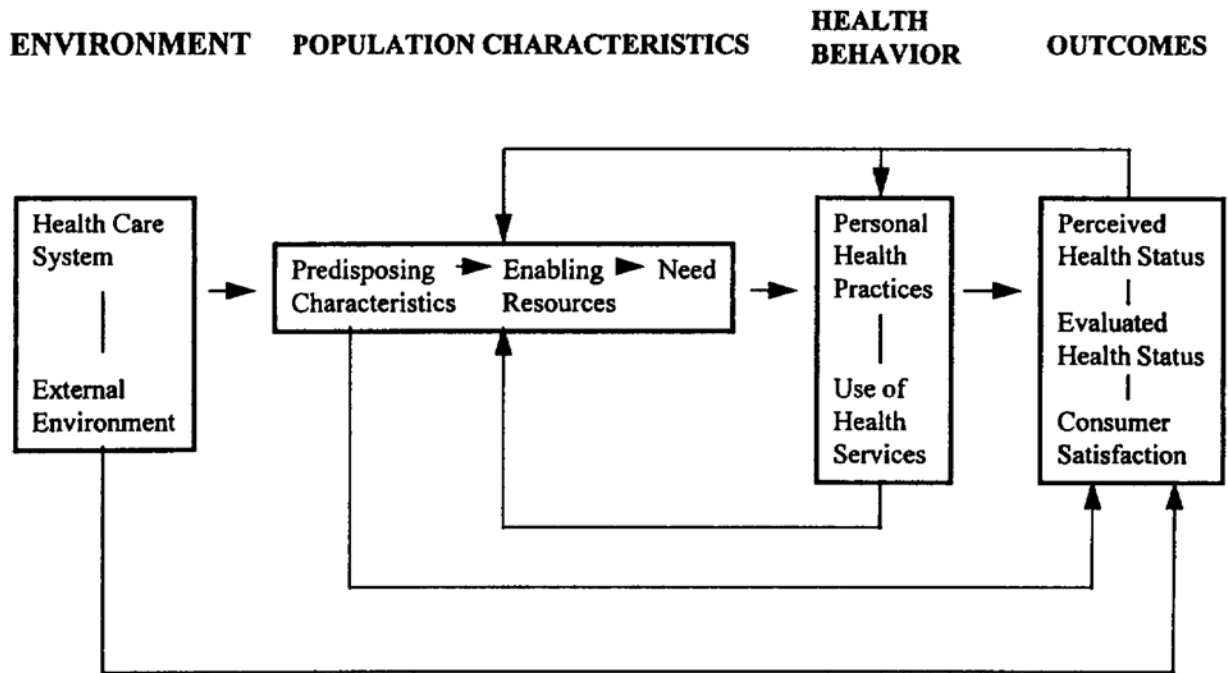 ENVIRONMENT
POPULATION CHARACTERISTICS
HEALTH
BEHAVIOR
OUTCOMES
Health Care
System
External
Environment
Predisposing
Characteristics
Enabling
Resources
Need
Personal
Health
Practices
Use of
Health
Services
Perceived
Health Status
Evaluated
Health Status
Consumer
Satisfaction